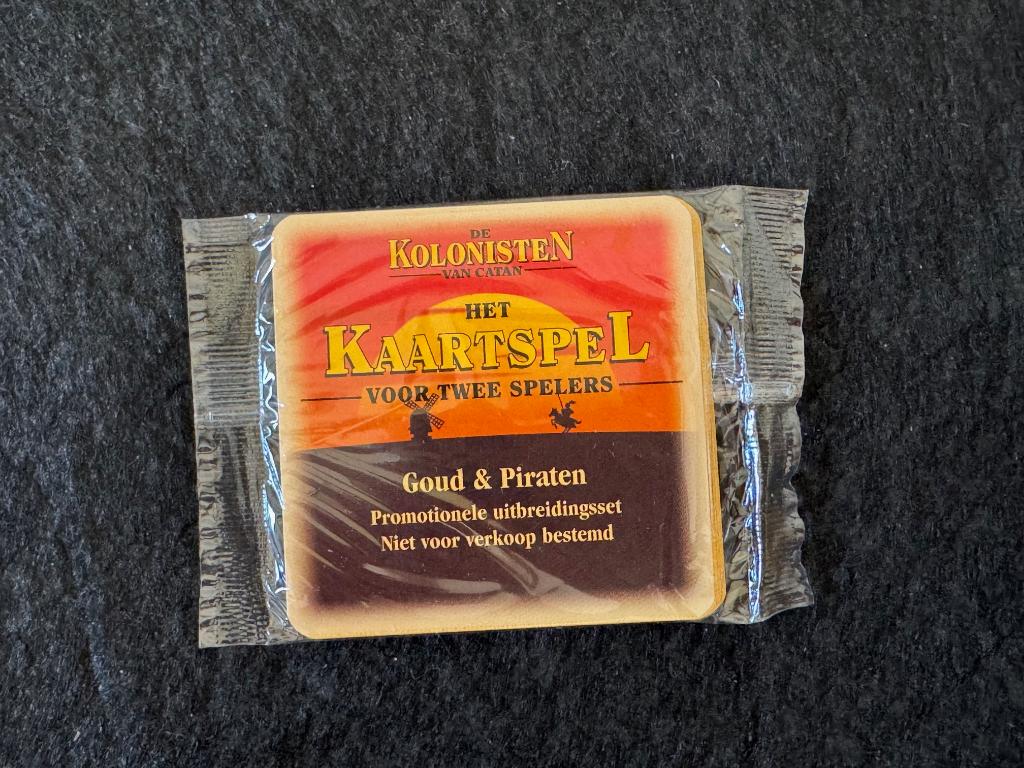 DE
KOLONISTEN
VAN CATAN
HET
KAARTSPEL
VOOR TWEE SPELERS
Goud & Piraten
Promotionele uitbreidingsset
Niet voor verkoop bestemd